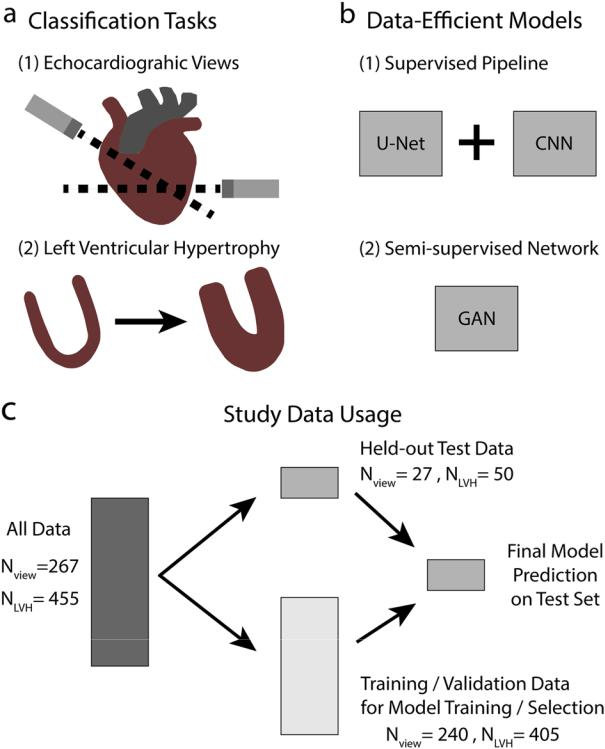 a Classification Tasks
(1) Echocardiograhic Views
(2) Left Ventricular Hypertrophy
b Data-Efficient Models
(1) Supervised Pipeline
U-Net + CNN
(2) Semi-supervised Network
GAN
c Study Data Usage
All Data
Nview=267
NLVH= 455
Held-out Test Data
Nview= 27 , NLVH= 50
Training / Validation Data
for Model Training / Selection
Nview= 240 , NLVH= 405
Final Model
Prediction
on Test Set